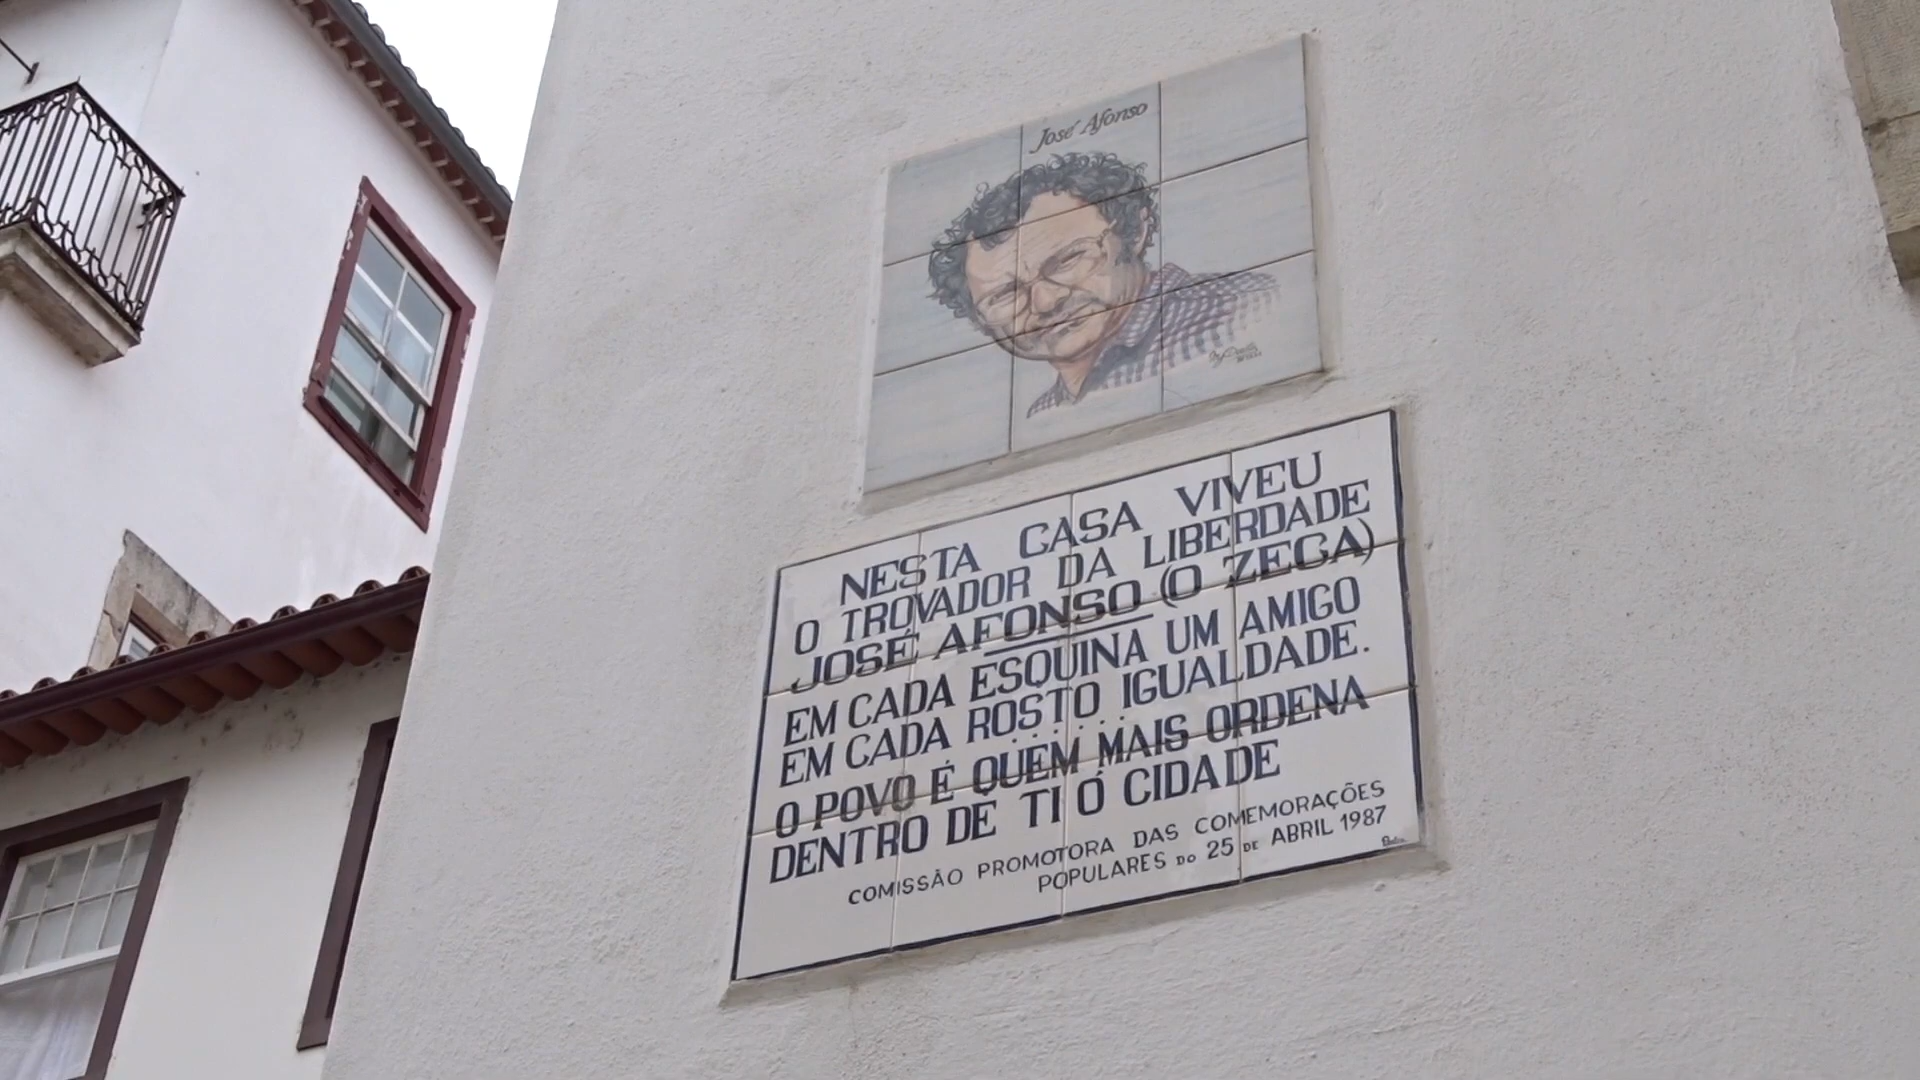 José Afonso
NESTA CASA VIVEU
O TROVADOR DA LIBERDADE
JOSÉ AFONSO (O ZECA)
EM CADA ESQUINA UM AMIGO
EM CADA ROSTO IGUALDADE.
. . . . . .
O POVO É QUEM MAIS ORDENA
DENTRO DE TI Ó CIDADE
COMISSÃO PROMOTORA DAS COMEMORAÇÕES
POPULARES DO 25 DE ABRIL 1987